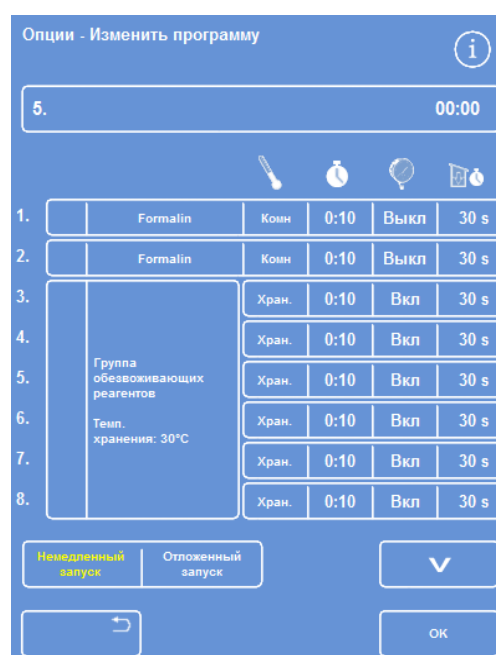 Опции - Изменить программу
i
5. 00:00
1. Formalin Комн 0:10 Выкл 30 s
2. Formalin Комн 0:10 Выкл 30 s
3. Хран. 0:10 Вкл 30 s
4. Хран. 0:10 Вкл 30 s
Группа
5. обезвоживающих Хран. 0:10 Вкл 30 s
реагентов
6. Темп. Хран. 0:10 Вкл 30 s
хранения: 30°C
7. Хран. 0:10 Вкл 30 s
8. Хран. 0:10 Вкл 30 s
Немедленный Отложенный
запуск запуск
OK